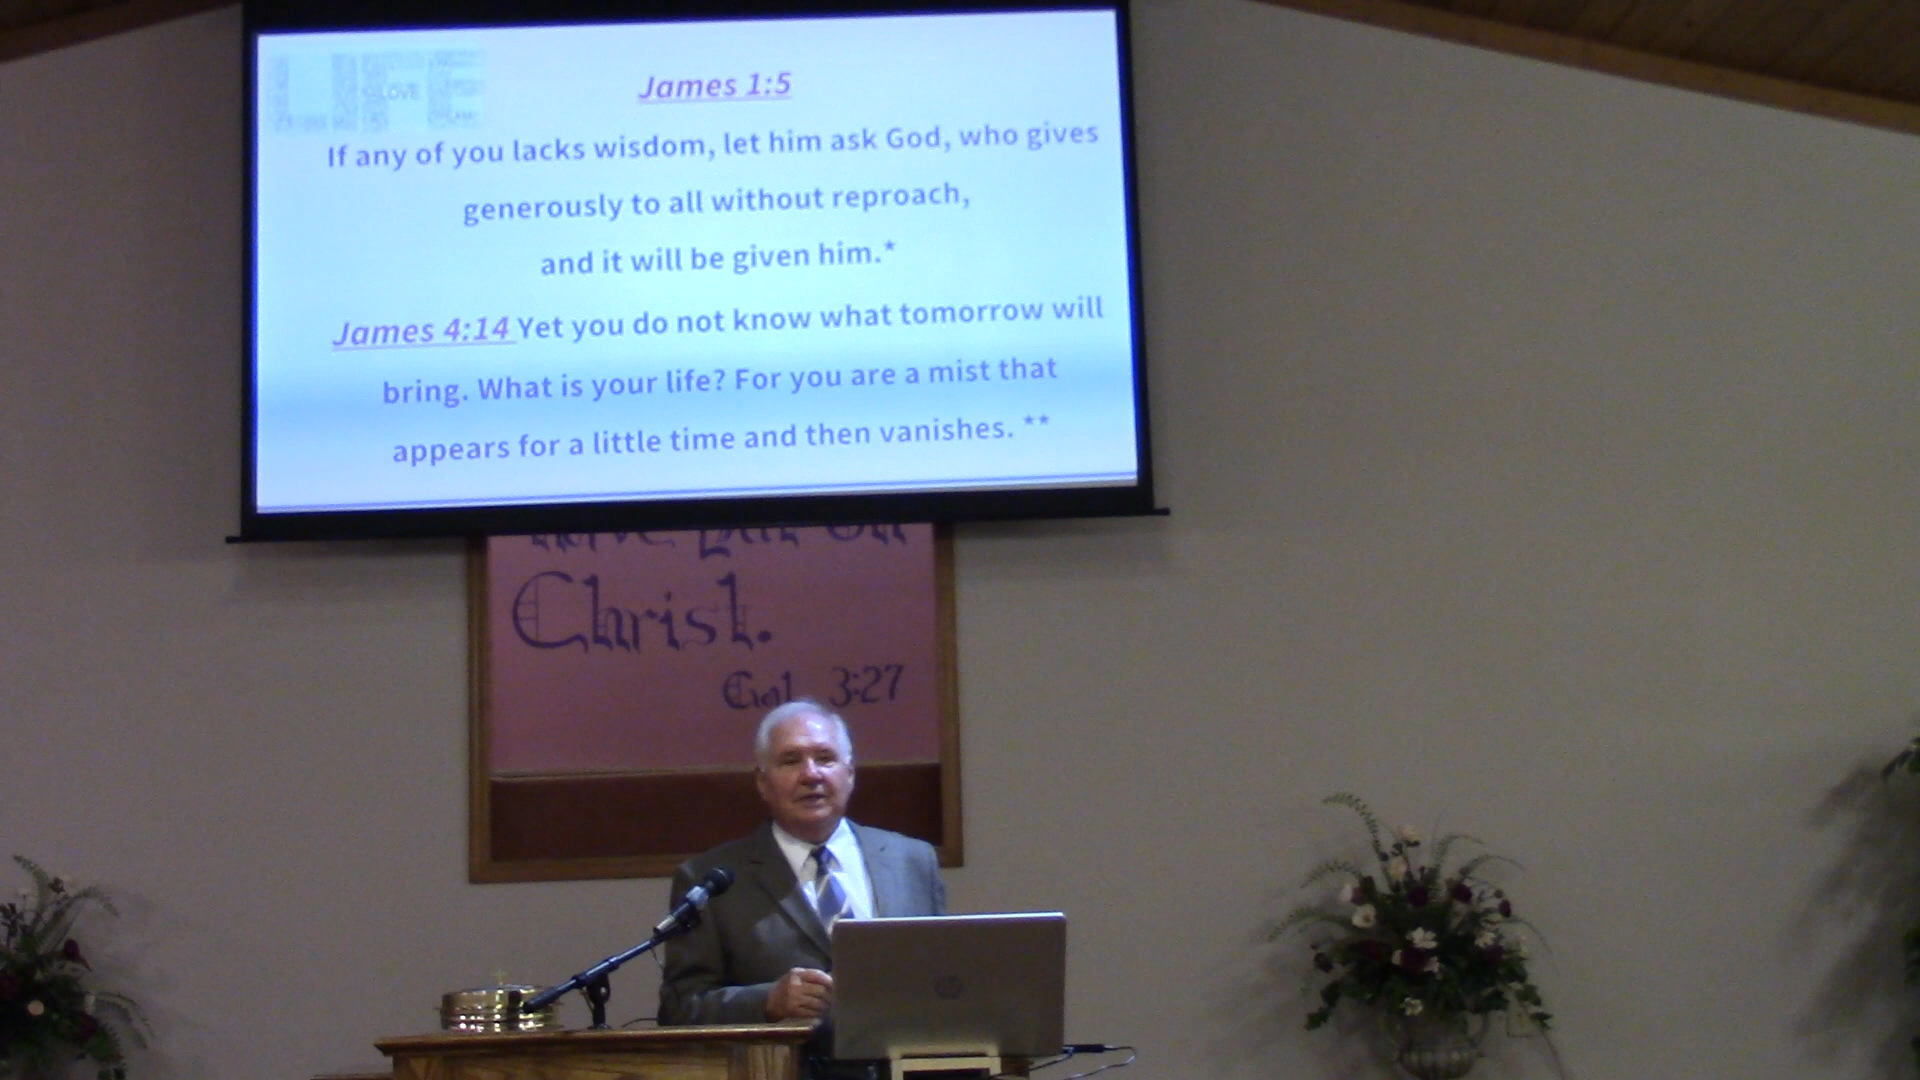 LOVE
James 1:5
If any of you lacks wisdom, let him ask God, who gives
generously to all without reproach,
and it will be given him.*
James 4:14 Yet you do not know what tomorrow will
bring. What is your life? For you are a mist that
appears for a little time and then vanishes. **
Christ.
Gal 3:27